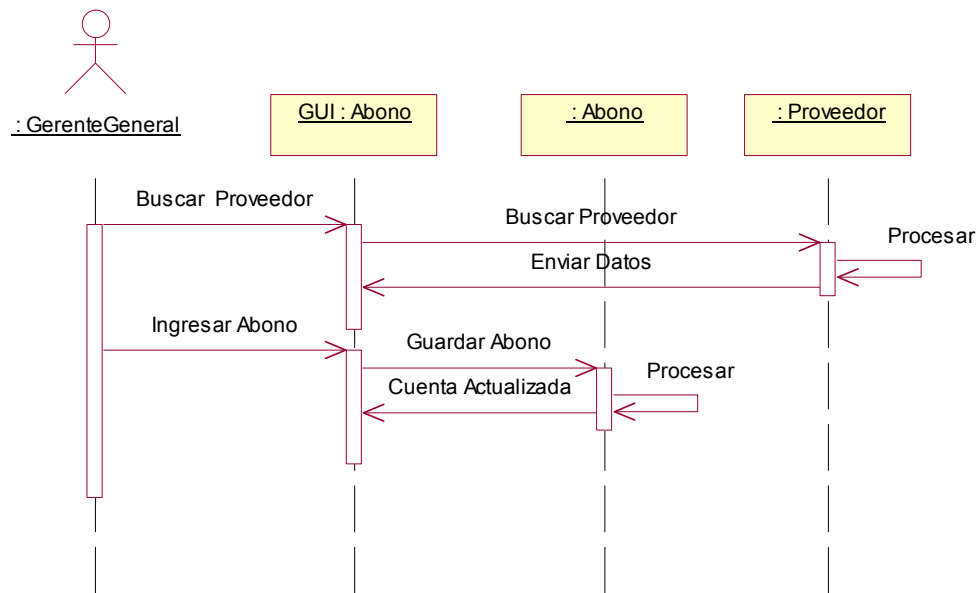 : GerenteGeneral
GUI : Abono
: Abono
: Proveedor
Buscar Proveedor
Buscar Proveedor
Procesar
Enviar Datos
Ingresar Abono
Guardar Abono
Procesar
Cuenta Actualizada